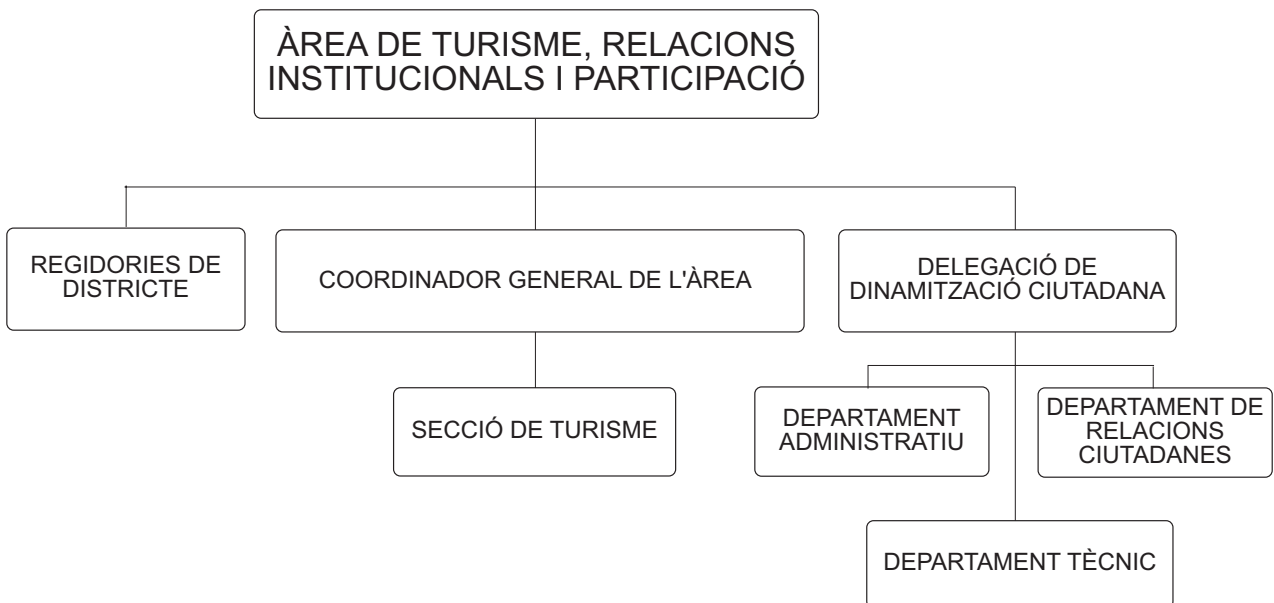 ÀREA DE TURISME, RELACIONS
INSTITUCIONALS I PARTICIPACIÓ
REGIDORIES DE
DISTRICTE
COORDINADOR GENERAL DE L'ÀREA
DELEGACIÓ DE
DINAMITZACIÓ CIUTADANA
SECCIÓ DE TURISME
DEPARTAMENT
ADMINISTRATIU
DEPARTAMENT DE
RELACIONS
CIUTADANES
DEPARTAMENT TÈCNIC